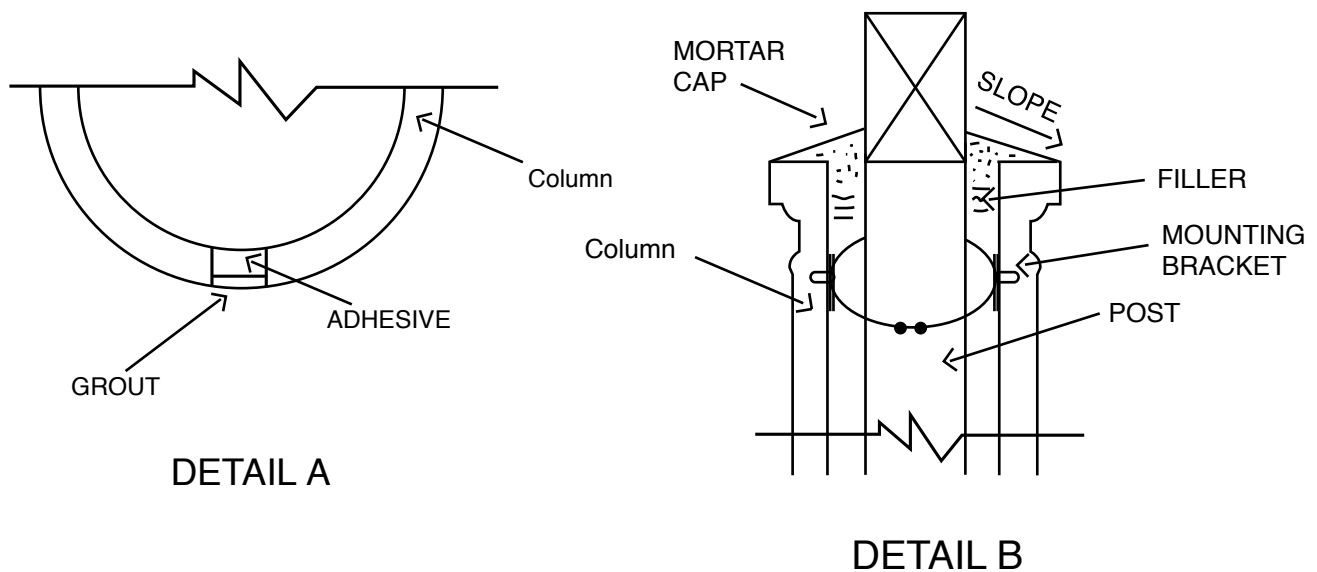 Column
ADHESIVE
GROUT
DETAIL A
MORTAR
CAP
SLOPE
FILLER
MOUNTING
BRACKET
Column
POST
DETAIL B